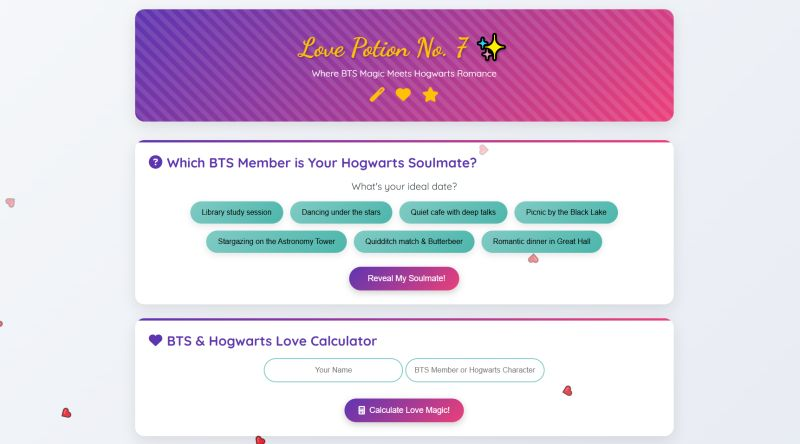 Love Potion No. 7
Where BTS Magic Meets Hogwarts Romance
Which BTS Member is Your Hogwarts Soulmate?
What's your ideal date?
Library study session Dancing under the stars Quiet cafe with deep talks Picnic by the Black Lake
Stargazing on the Astronomy Tower Quidditch match & Butterbeer Romantic dinner in Great Hall
Reveal My Soulmate!
BTS & Hogwarts Love Calculator
Your Name BTS Member or Hogwarts Character
Calculate Love Magic!